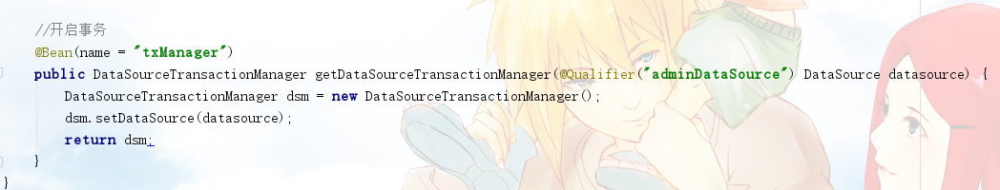 //开启事务
@Bean(name = "txManager")
public DataSourceTransactionManager getDataSourceTransactionManager(@Qualifier("adminDataSource") DataSource datasource) {
DataSourceTransactionManager dsm = new DataSourceTransactionManager();
dsm.setDataSource(datasource);
return dsm;
}
}